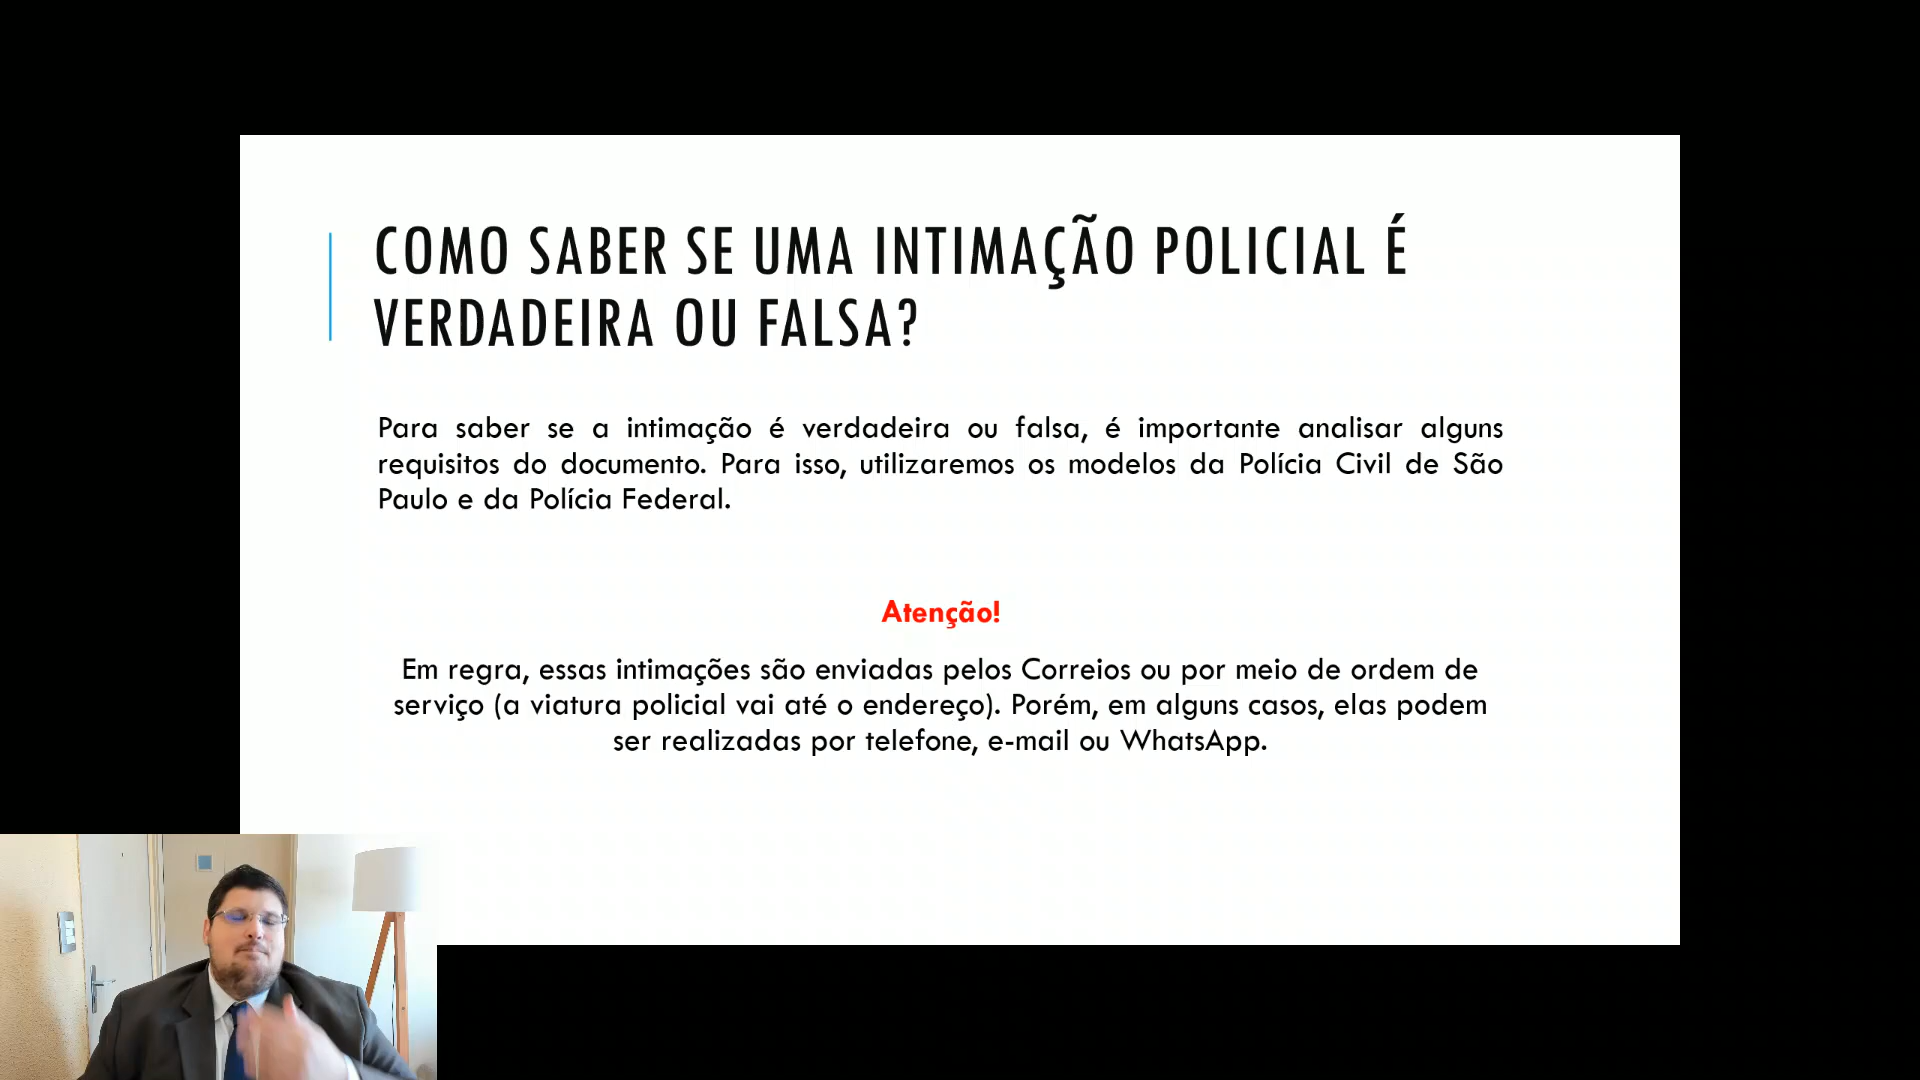 COMO SABER SE UMA INTIMAÇÃO POLICIAL É
VERDADEIRA OU FALSA?
Para saber se a intimação é verdadeira ou falsa, é importante analisar alguns
requisitos do documento. Para isso, utilizaremos os modelos da Polícia Civil de São
Paulo e da Polícia Federal.
Atenção!
Em regra, essas intimações são enviadas pelos Correios ou por meio de ordem de
serviço (a viatura policial vai até o endereço). Porém, em alguns casos, elas podem
ser realizadas por telefone, e-mail ou WhatsApp.